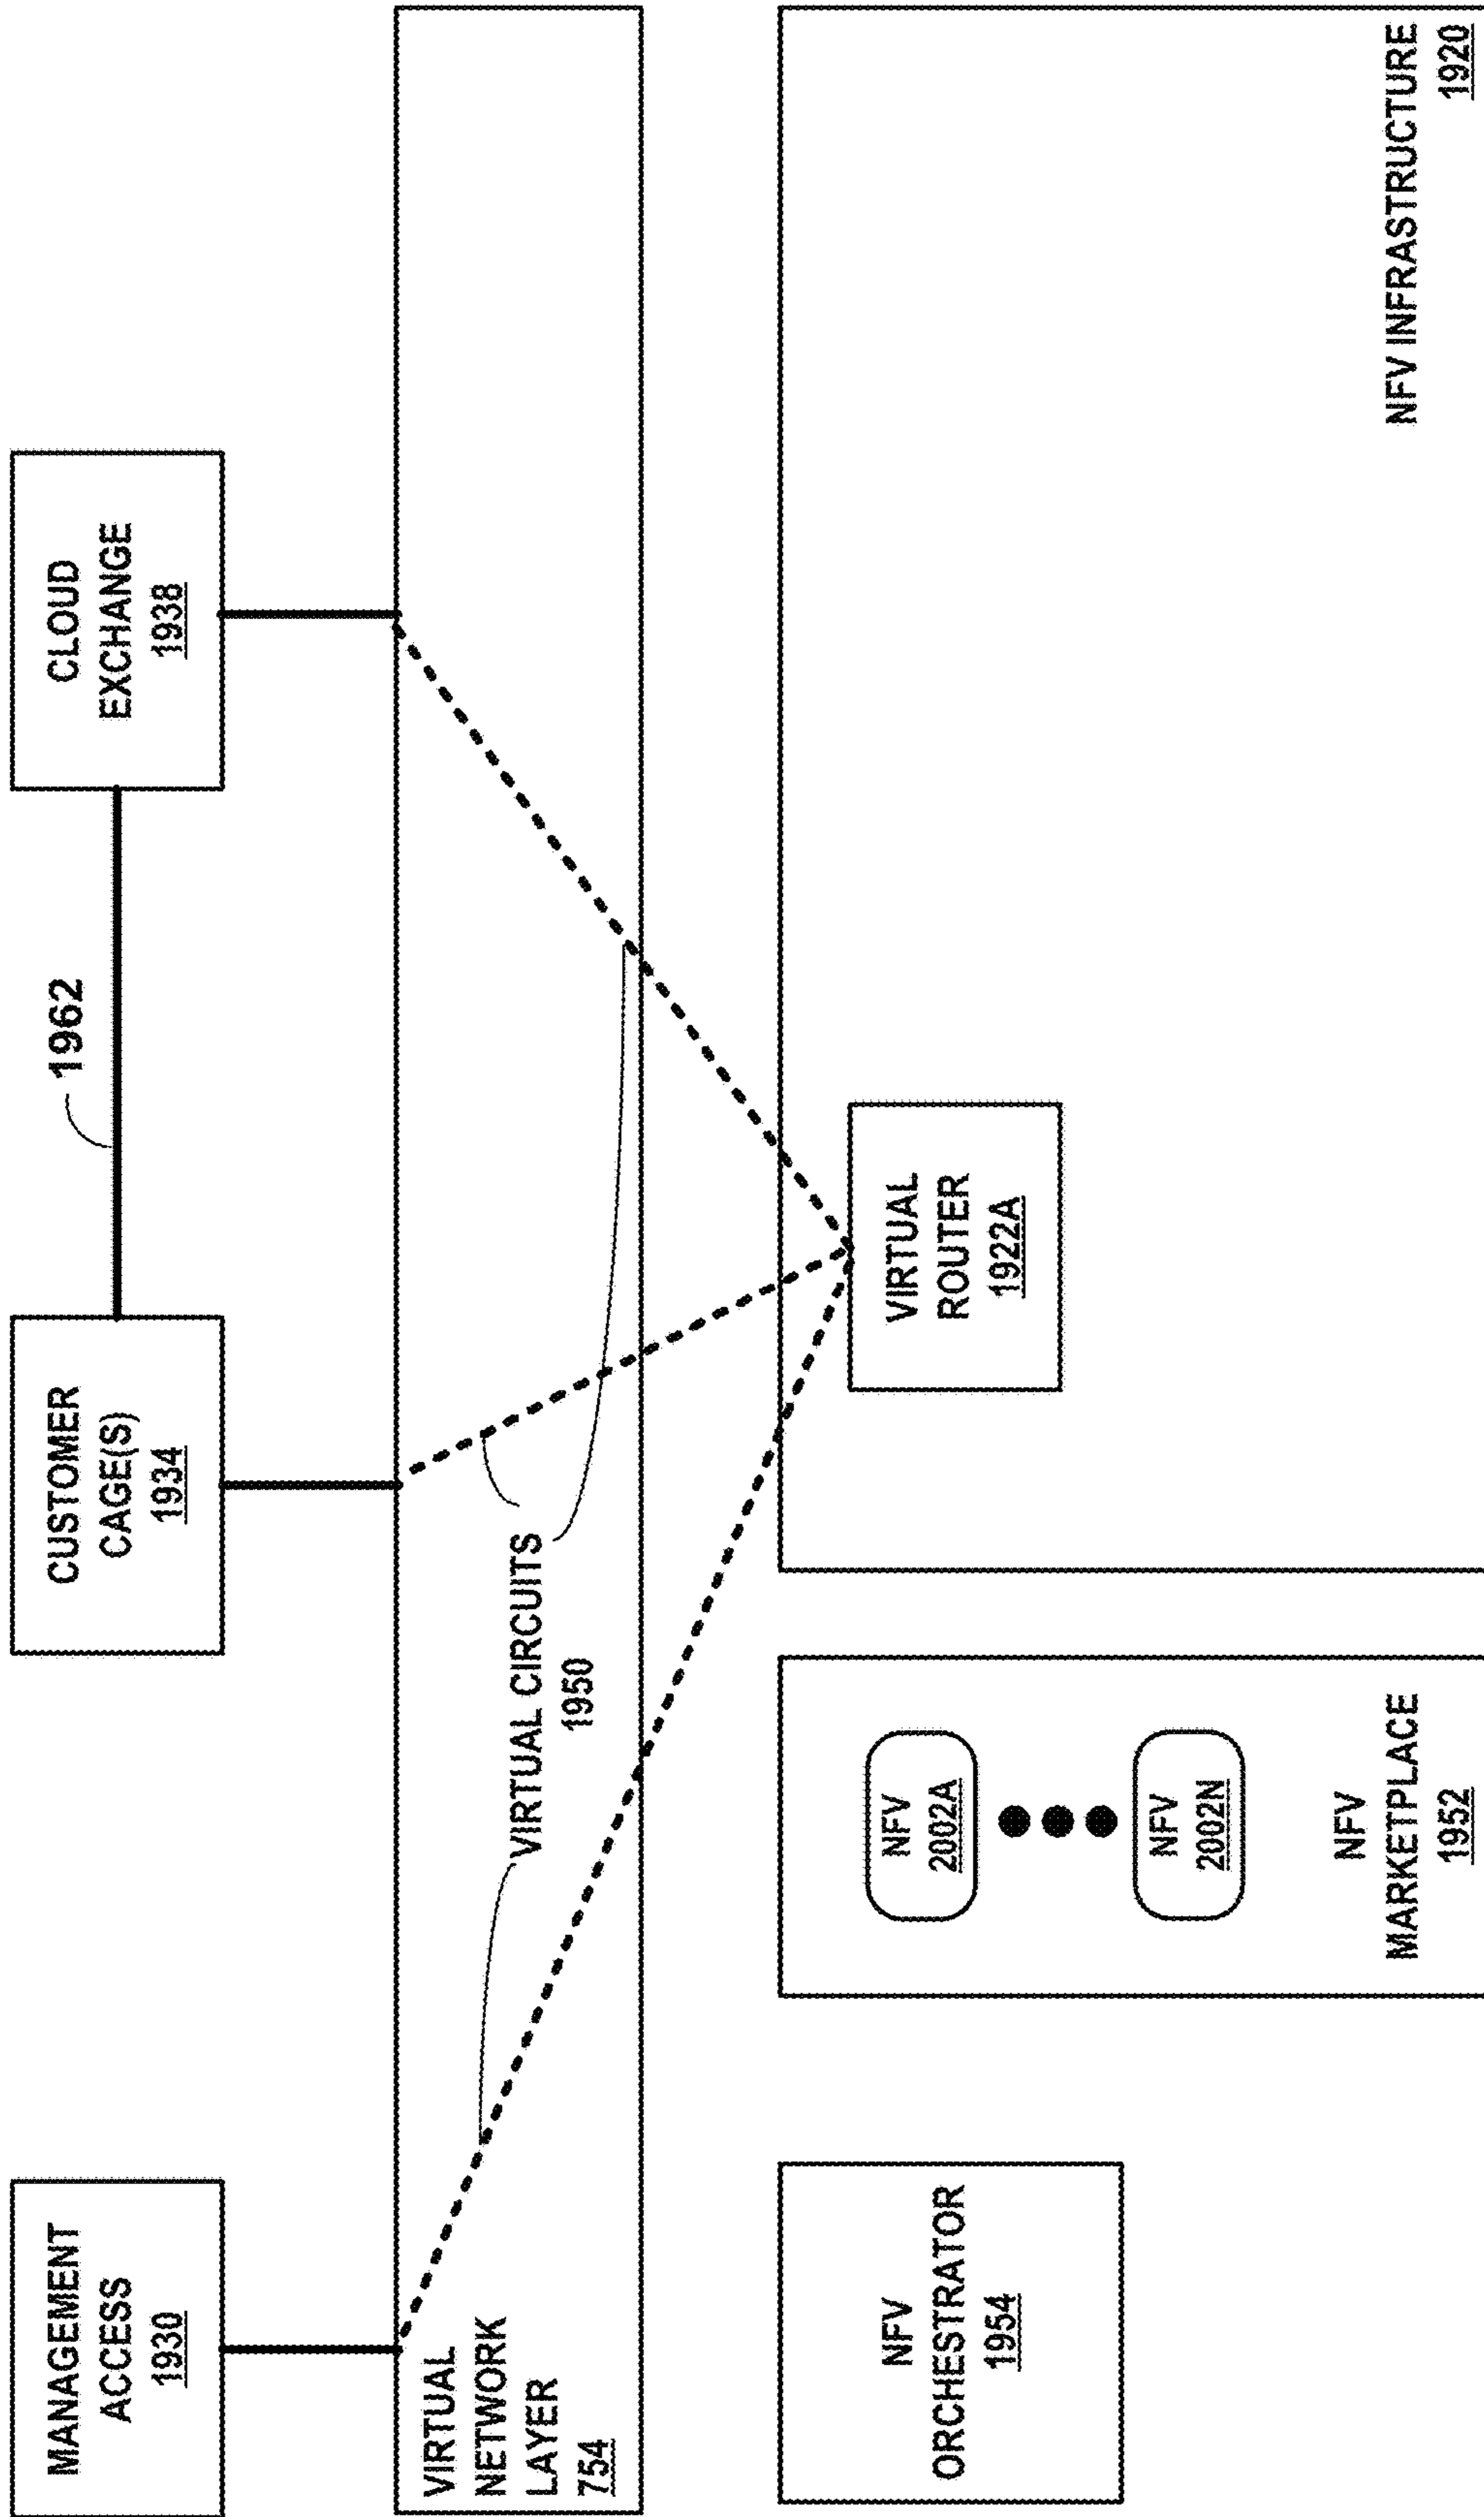 MANAGEMENT
ACCESS
1930
CUSTOMER
CAGE(S)
1934
1962
CLOUD
EXCHANGE
1938
VIRTUAL
NETWORK
LAYER
754
VIRTUAL CIRCUITS
1950
NFV
ORCHESTRATOR
1954
NFV
2002A
NFV
2002N
NFV
MARKETPLACE
1952
VIRTUAL
ROUTER
1922A
NFV INFRASTRUCTURE
1920